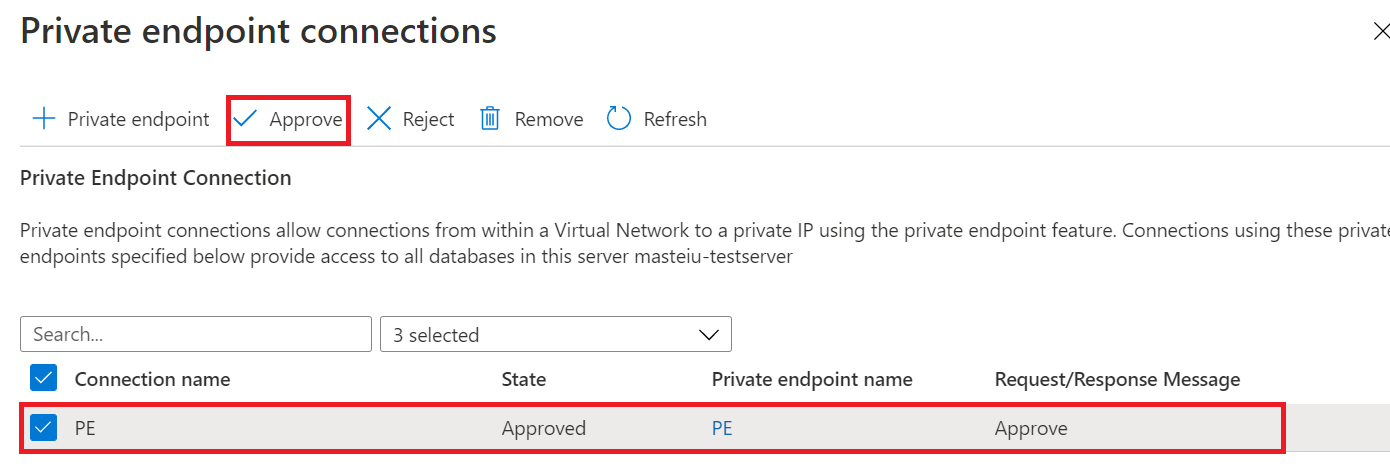 Private endpoint connections
Private endpoint Approve Reject Remove Refresh
Private Endpoint Connection
Private endpoint connections allow connections from within a Virtual Network to a private IP using the private endpoint feature. Connections using these private
endpoints specified below provide access to all databases in this server masteiu-testserver
Search... 3 selected
Connection name State Private endpoint name Request/Response Message
PE Approved PE Approve